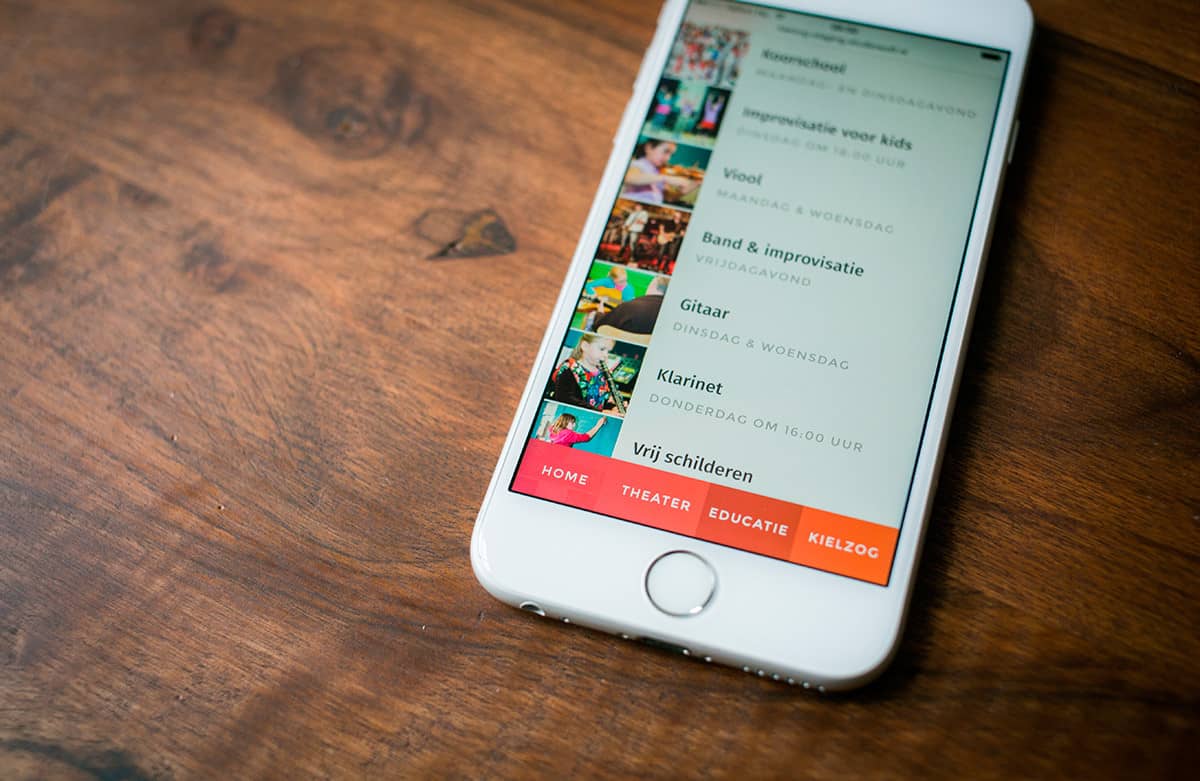 Koorschool
MAANDAG- EN DINSDAGAVOND
Improvisatie voor kids
DINSDAG OM 16:00 UUR
Viool
MAANDAG & WOENSDAG
Band & improvisatie
VRIJDAGAVOND
Gitaar
DINSDAG & WOENSDAG
Klarinet
DONDERDAG OM 16:00 UUR
Vrij schilderen
HOME THEATER EDUCATIE KIELZOG